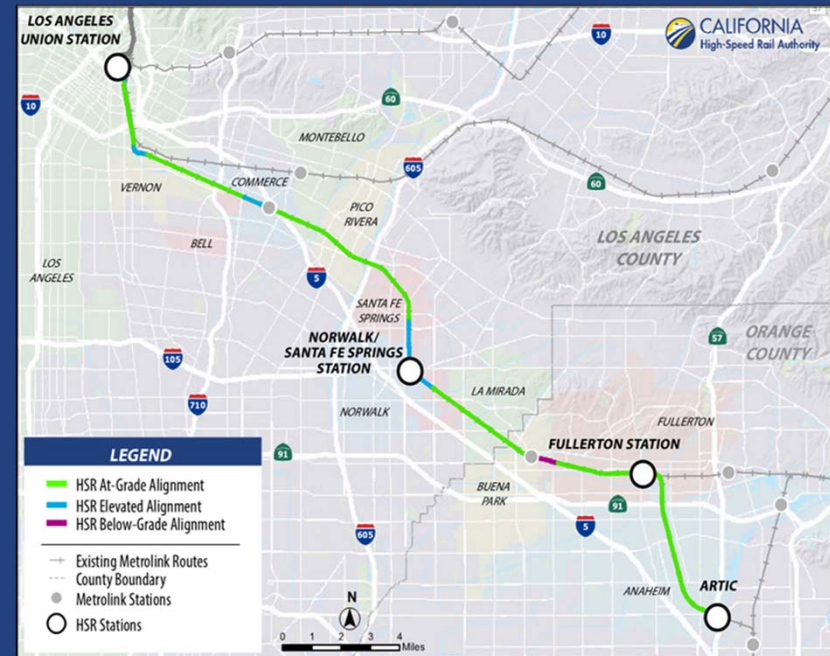 LOS ANGELES
UNION STATION
CALIFORNIA
High-Speed Rail Authority
10
10
60
MONTEBELLO
605
VERNON
COMMERCE
60
PICO
RIVERA
BELL
LOS ANGELES
COUNTY
LOS
ANGELES
5
SANTA FE
SPRINGS
ORANGE
COUNTY
57
NORWALK/
SANTA FE SPRINGS
STATION
105
LA MIRADA
710
NORWALK
FULLERTON
FULLERTON STATION
91
BUENA
PARK
91
5
605
ANAHEIM
ARTIC
LEGEND
HSR At-Grade Alignment
HSR Elevated Alignment
HSR Below-Grade Alignment
Existing Metrolink Routes
County Boundary
Metrolink Stations
HSR Stations
N
0 1 2 3 4
Miles